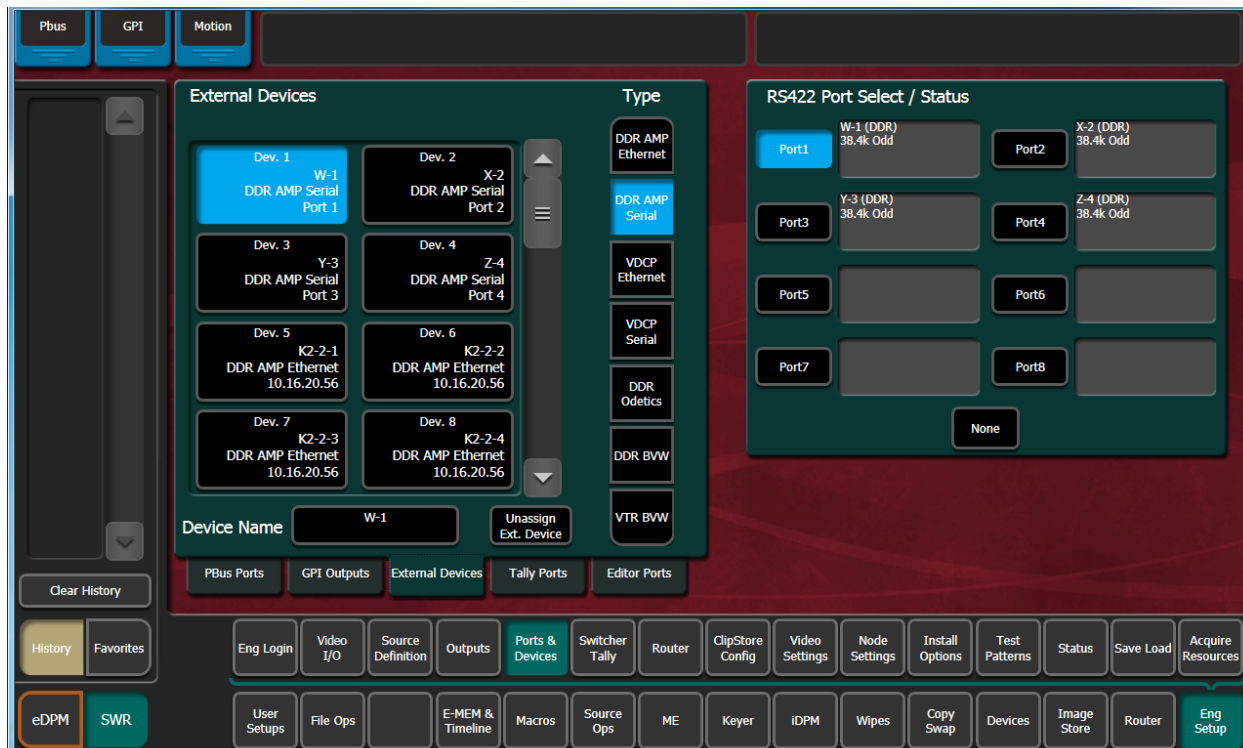 Pbus
GPI
Motion
External Devices
Type
Dev. 1
W-1
DDR AMP Serial
Port 1
Dev. 2
X-2
DDR AMP Serial
Port 2
Dev. 3
Y-3
DDR AMP Serial
Port 3
Dev. 4
Z-4
DDR AMP Serial
Port 4
Dev. 5
K2-2-1
DDR AMP Ethernet
10.16.20.56
Dev. 6
K2-2-2
DDR AMP Ethernet
10.16.20.56
Dev. 7
K2-2-3
DDR AMP Ethernet
10.16.20.56
Dev. 8
K2-2-4
DDR AMP Ethernet
10.16.20.56
DDR AMP
Ethernet
DDR AMP
Serial
VDCP
Ethernet
VDCP
Serial
DDR
Odetics
DDR BVW
VTR BVW
Device Name
W-1
Unassign
Ext. Device
RS422 Port Select / Status
Port1
W-1 (DDR)
38.4k Odd
Port2
X-2 (DDR)
38.4k Odd
Port3
Y-3 (DDR)
38.4k Odd
Port4
Z-4 (DDR)
38.4k Odd
Port5
Port6
Port7
Port8
None
PBus Ports
GPI Outputs
External Devices
Tally Ports
Editor Ports
Clear History
History
Favorites
Eng Login
Video
I/O
Source
Definition
Outputs
Ports &
Devices
Switcher
Tally
Router
ClipStore
Config
Video
Settings
Node
Settings
Install
Options
Test
Patterns
Status
Save Load
Acquire
Resources
eDPM
SWR
User
Setups
File Ops
E-MEM &
Timeline
Macros
Source
Ops
ME
Keyer
iDPM
Wipes
Copy
Swap
Devices
Image
Store
Router
Eng
Setup